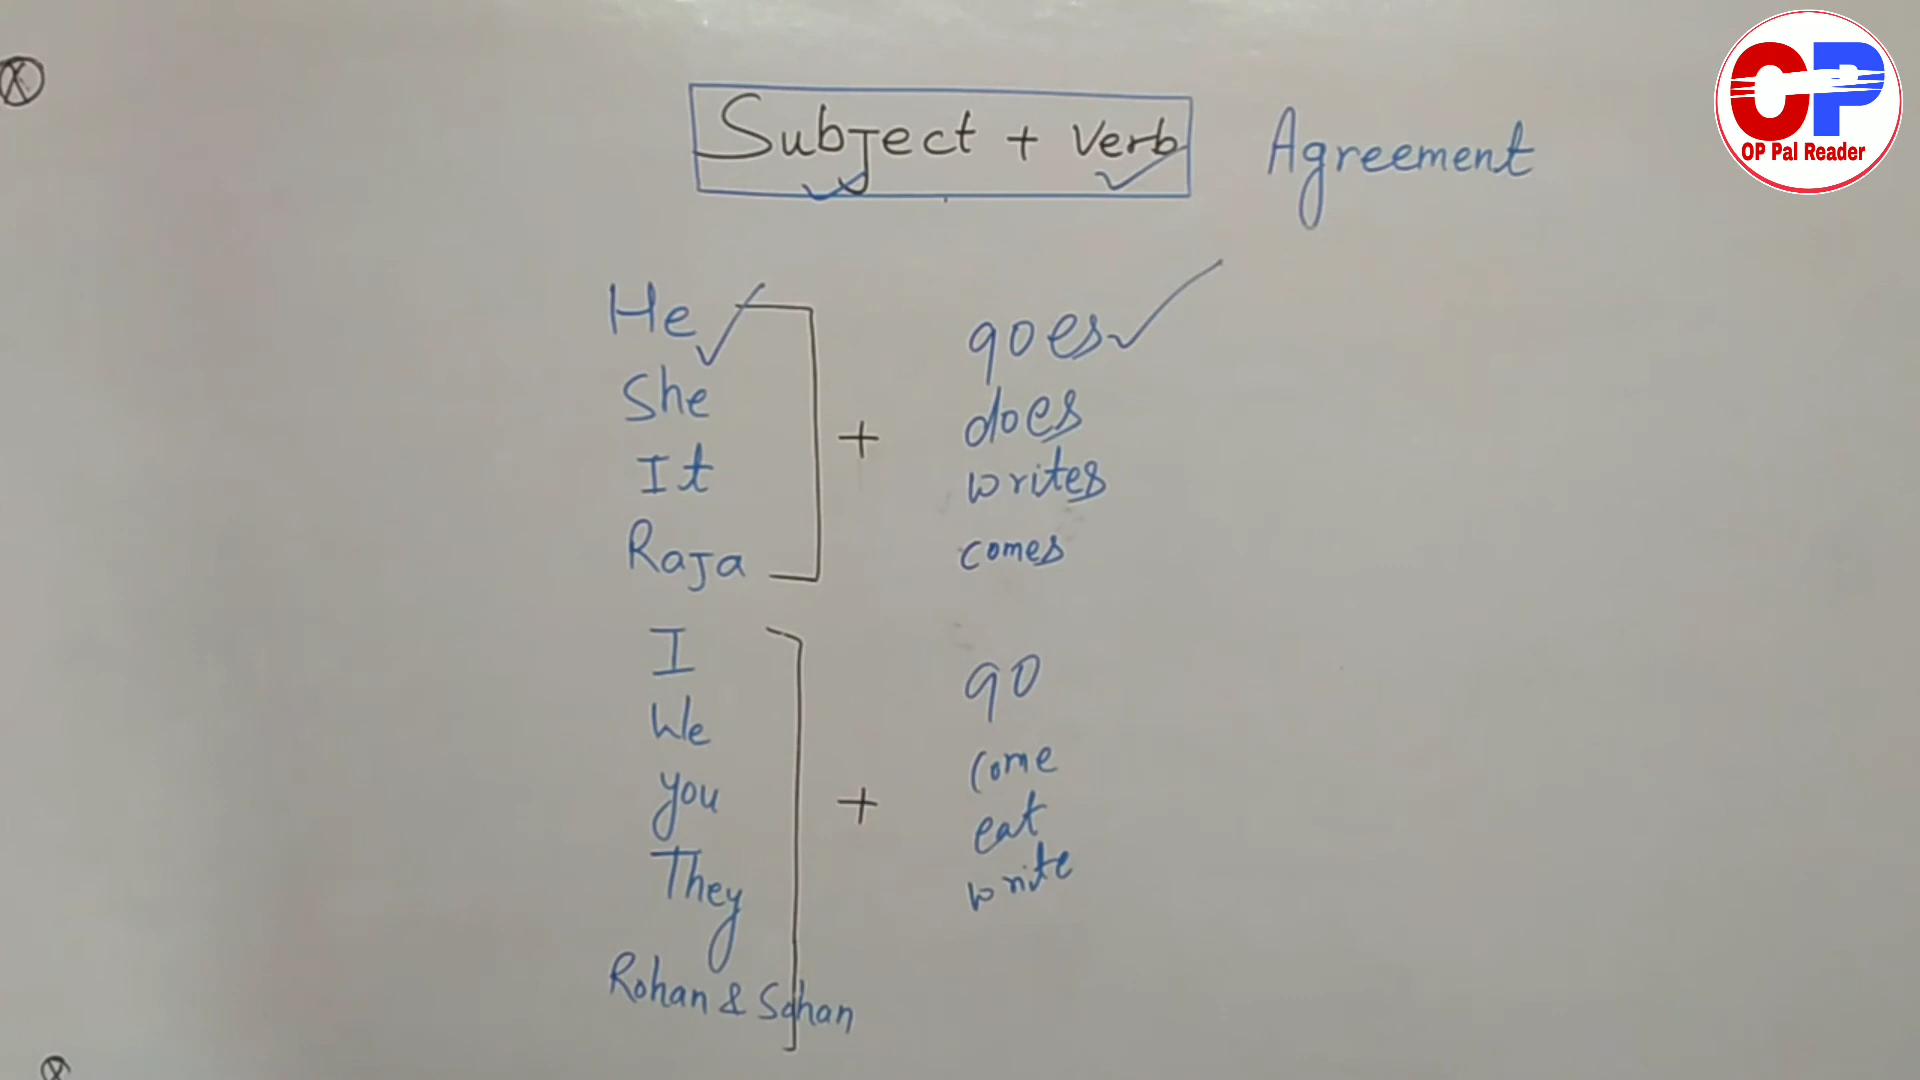 Subject + Verb Agreement
OP
OP Pal Reader
He
She
It
Raja
+
goes
does
writes
comes
I
We
you
They
Rohan & Sohan
+
go
come
eat
write